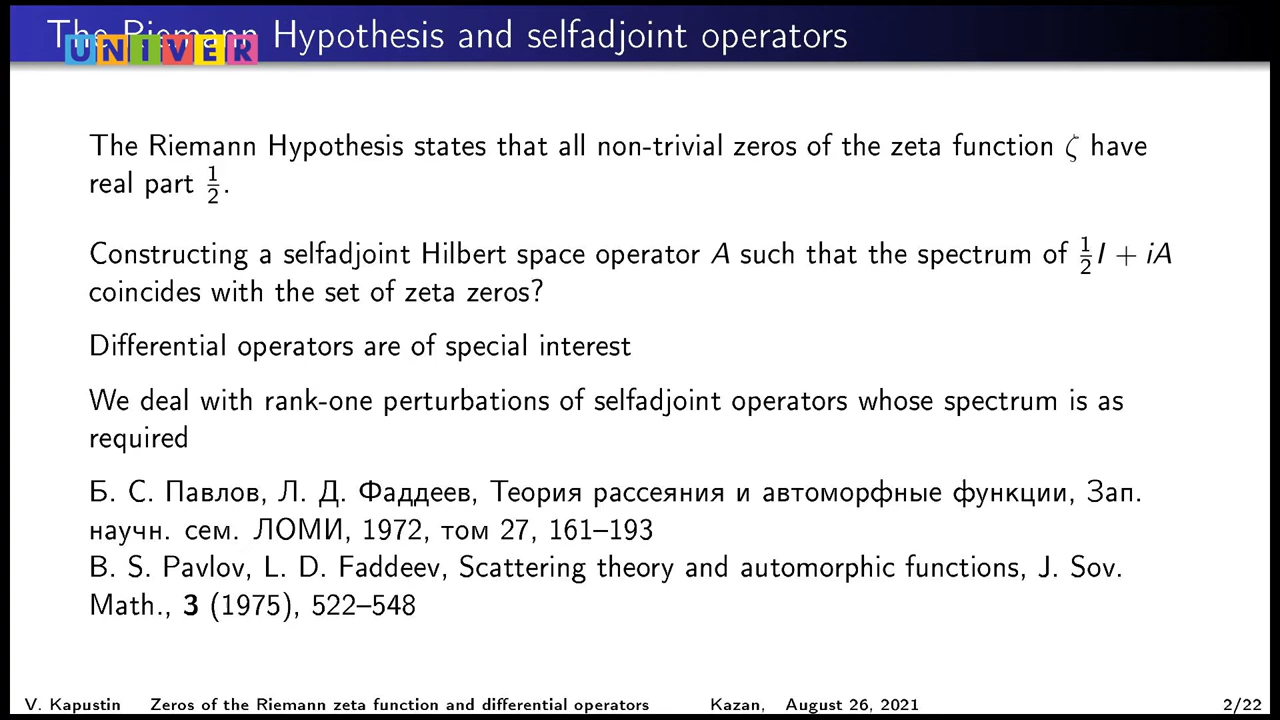 The Riemann Hypothesis and selfadjoint operators
UNIVER
The Riemann Hypothesis states that all non-trivial zeros of the zeta function ζ have
real part 1/2.
Constructing a selfadjoint Hilbert space operator A such that the spectrum of 1/2 I + iA
coincides with the set of zeta zeros?
Differential operators are of special interest
We deal with rank-one perturbations of selfadjoint operators whose spectrum is as
required
Б. С. Павлов, Л. Д. Фаддеев, Теория рассеяния и автоморфные функции, Зап.
научн. сем. ЛОМИ, 1972, том 27, 161–193
B. S. Pavlov, L. D. Faddeev, Scattering theory and automorphic functions, J. Sov.
Math., 3 (1975), 522–548
V. Kapustin Zeros of the Riemann zeta function and differential operators Kazan, August 26, 2021 2/22